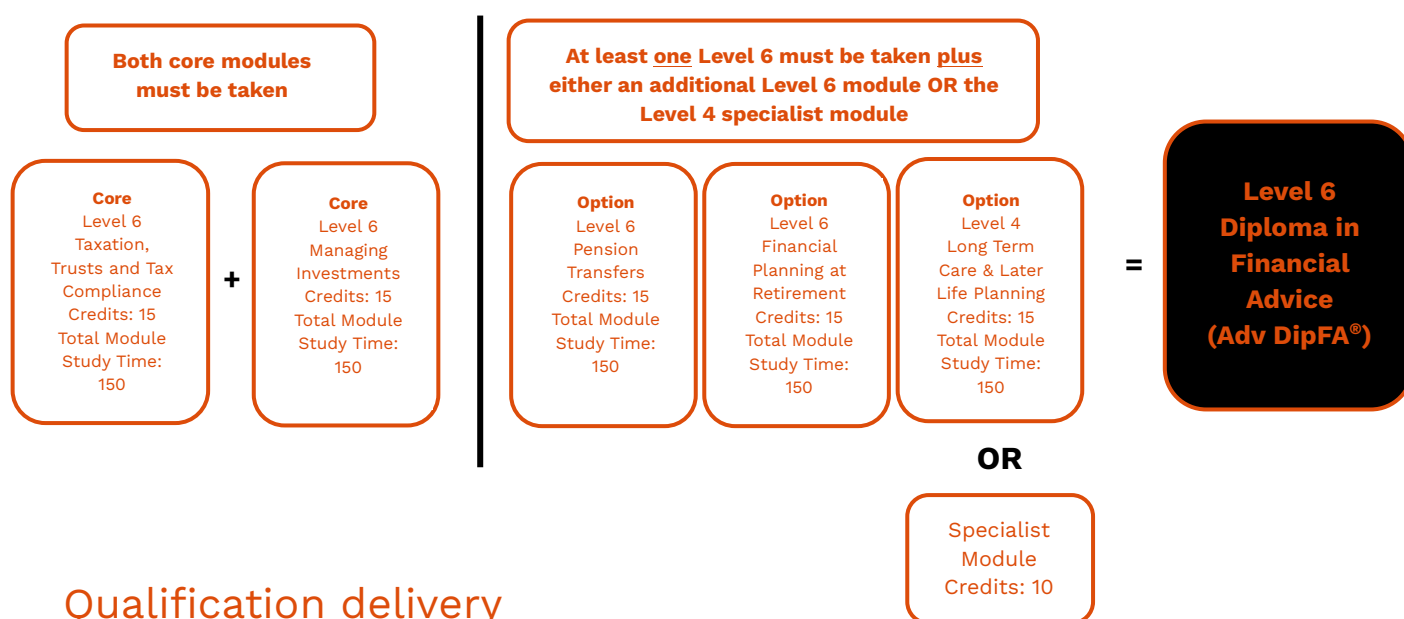 Both core modules
must be taken
At least one Level 6 must be taken plus
either an additional Level 6 module OR the
Level 4 specialist module
Core
Level 6
Taxation,
Trusts and Tax
Compliance
Credits: 15
Total Module
Study Time:
150
+
Core
Level 6
Managing
Investments
Credits: 15
Total Module
Study Time:
150
Option
Level 6
Pension
Transfers
Credits: 15
Total Module
Study Time:
150
Option
Level 6
Financial
Planning at
Retirement
Credits: 15
Total Module
Study Time:
150
Option
Level 4
Long Term
Care & Later
Life Planning
Credits: 15
Total Module
Study Time:
150
OR
Specialist
Module
Credits: 10
=
Level 6
Diploma in
Financial
Advice
(Adv DipFA®)
Qualification delivery